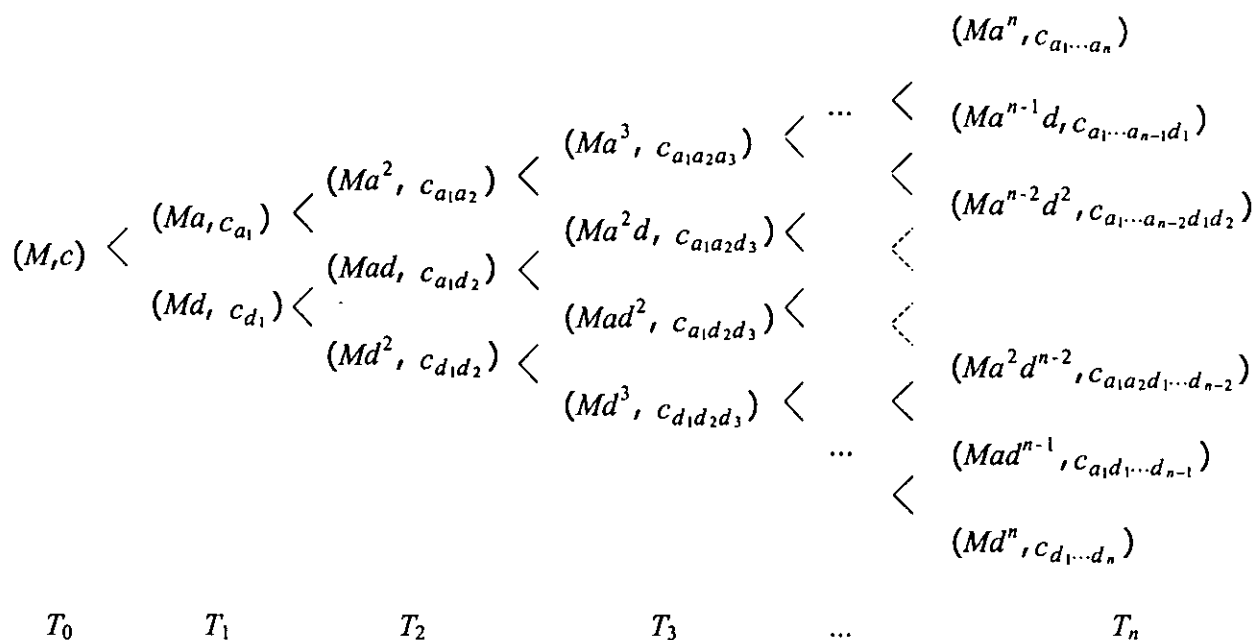 (Ma^n, c_{a_1⋯a_n})
(Ma^{n-1}d, c_{a_1⋯a_{n-1}d_1})
(Ma^{n-2}d^2, c_{a_1⋯a_{n-2}d_1d_2})
...
(Ma^3, c_{a_1a_2a_3})
(Ma^2, c_{a_1a_2})
(Ma, c_{a_1})
(Ma^2d, c_{a_1a_2d_3})
(M,c)
(Mad, c_{a_1d_2})
(Md, c_{d_1})
(Mad^2, c_{a_1d_2d_3})
(Md^2, c_{d_1d_2})
(Md^3, c_{d_1d_2d_3})
(Ma^2d^{n-2}, c_{a_1a_2d_1⋯d_{n-2}})
...
(Mad^{n-1}, c_{a_1d_1⋯d_{n-1}})
(Md^n, c_{d_1⋯d_n})
T_0 T_1 T_2 T_3 ... T_n